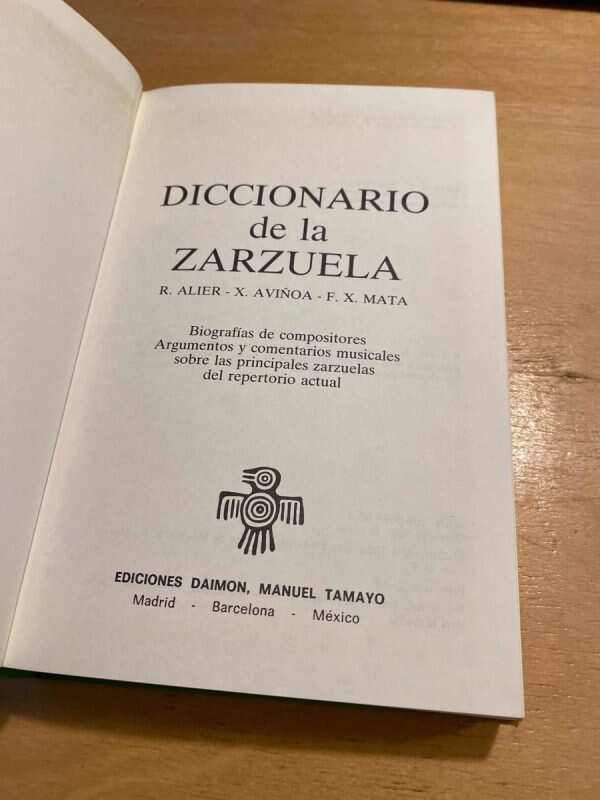 DICCIONARIO
de la
ZARZUELA
R. ALIER - X. AVIÑOA - F. X. MATA
Biografías de compositores
Argumentos y comentarios musicales
sobre las principales zarzuelas
del repertorio actual
EDICIONES DAIMON, MANUEL TAMAYO
Madrid - Barcelona - México